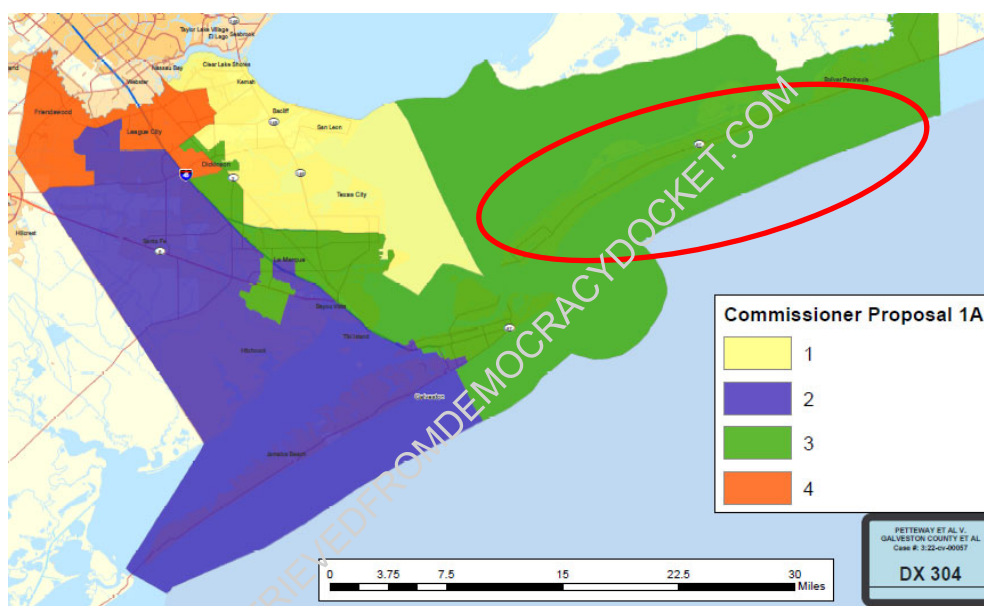 Taylor Lake Village
El Lago
Seabrook
Clear Lake Shores
Nassau Bay
Kemah
Webster
Friendswood
League City
Bacliff
San Leon
Dickinson
Texas City
Bolivar Peninsula
Hillcrest
Santa Fe
La Marque
Bayou Vista
Tiki Island
Hitchcock
Galveston
Jamaica Beach
Commissioner Proposal 1A
1
2
3
4
RETRIEVEDFROMDEMOCRACYDOCKET.COM
0 3.75 7.5 15 22.5 30
Miles
PETTEWAY ET AL V.
GALVESTON COUNTY ET AL
Case #: 3:22-cv-00057
DX 304